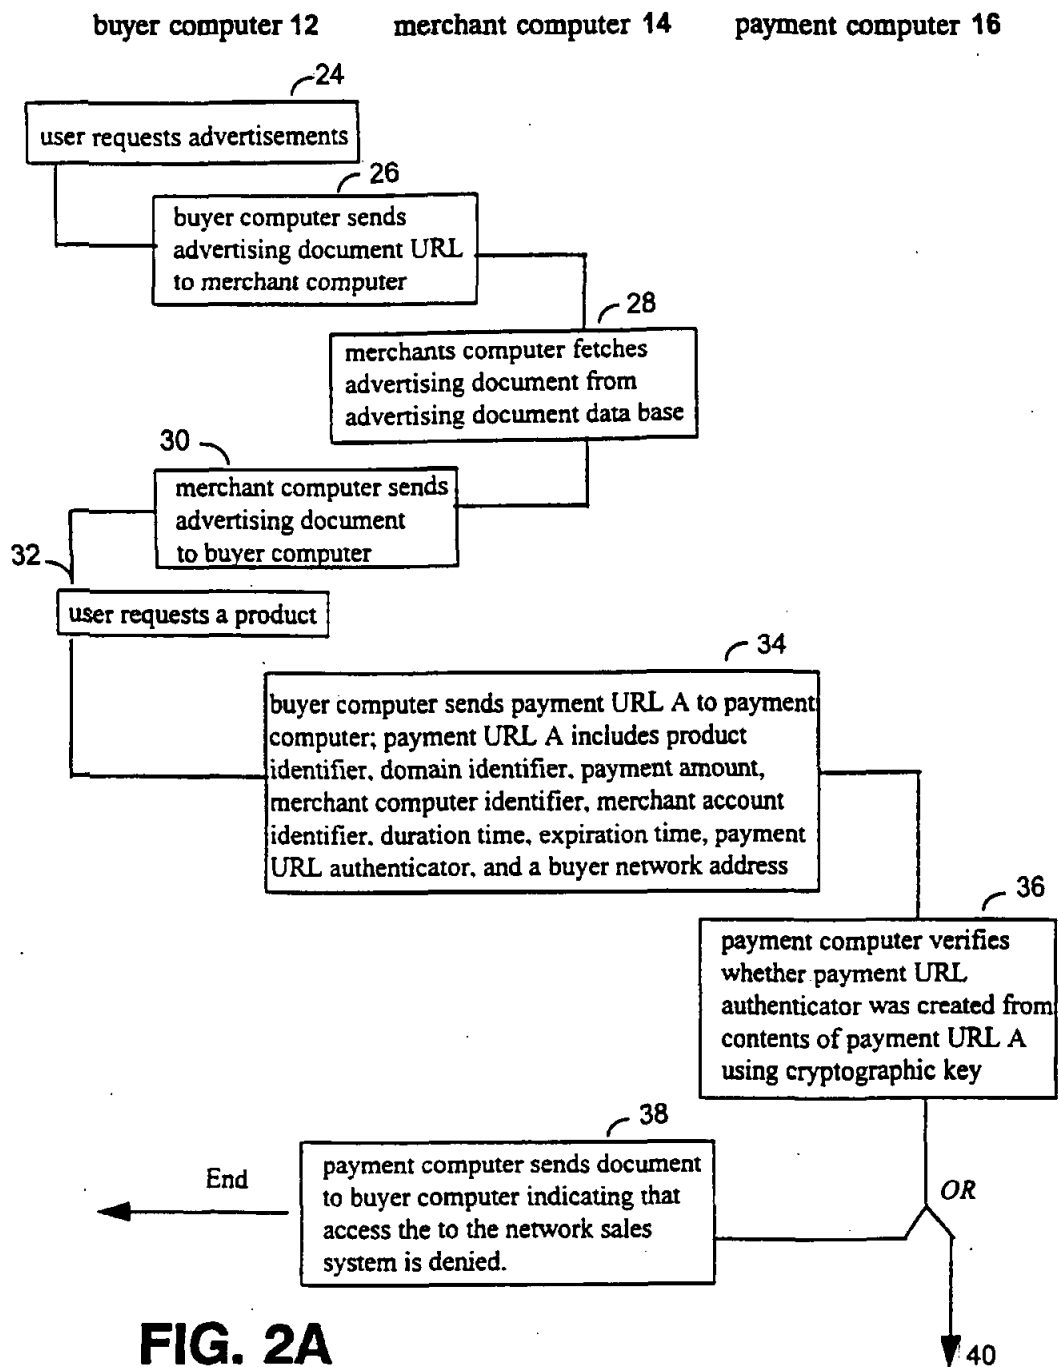 buyer computer 12 merchant computer 14 payment computer 16
24
user requests advertisements
26
buyer computer sends
advertising document URL
to merchant computer
28
merchants computer fetches
advertising document from
advertising document data base
30
merchant computer sends
advertising document
to buyer computer
32
user requests a product
34
buyer computer sends payment URL A to payment
computer; payment URL A includes product
identifier, domain identifier, payment amount,
merchant computer identifier, merchant account
identifier, duration time, expiration time, payment
URL authenticator, and a buyer network address
36
payment computer verifies
whether payment URL
authenticator was created from
contents of payment URL A
using cryptographic key
38
payment computer sends document
to buyer computer indicating that
access the to the network sales
system is denied.
End
OR
40
FIG. 2A